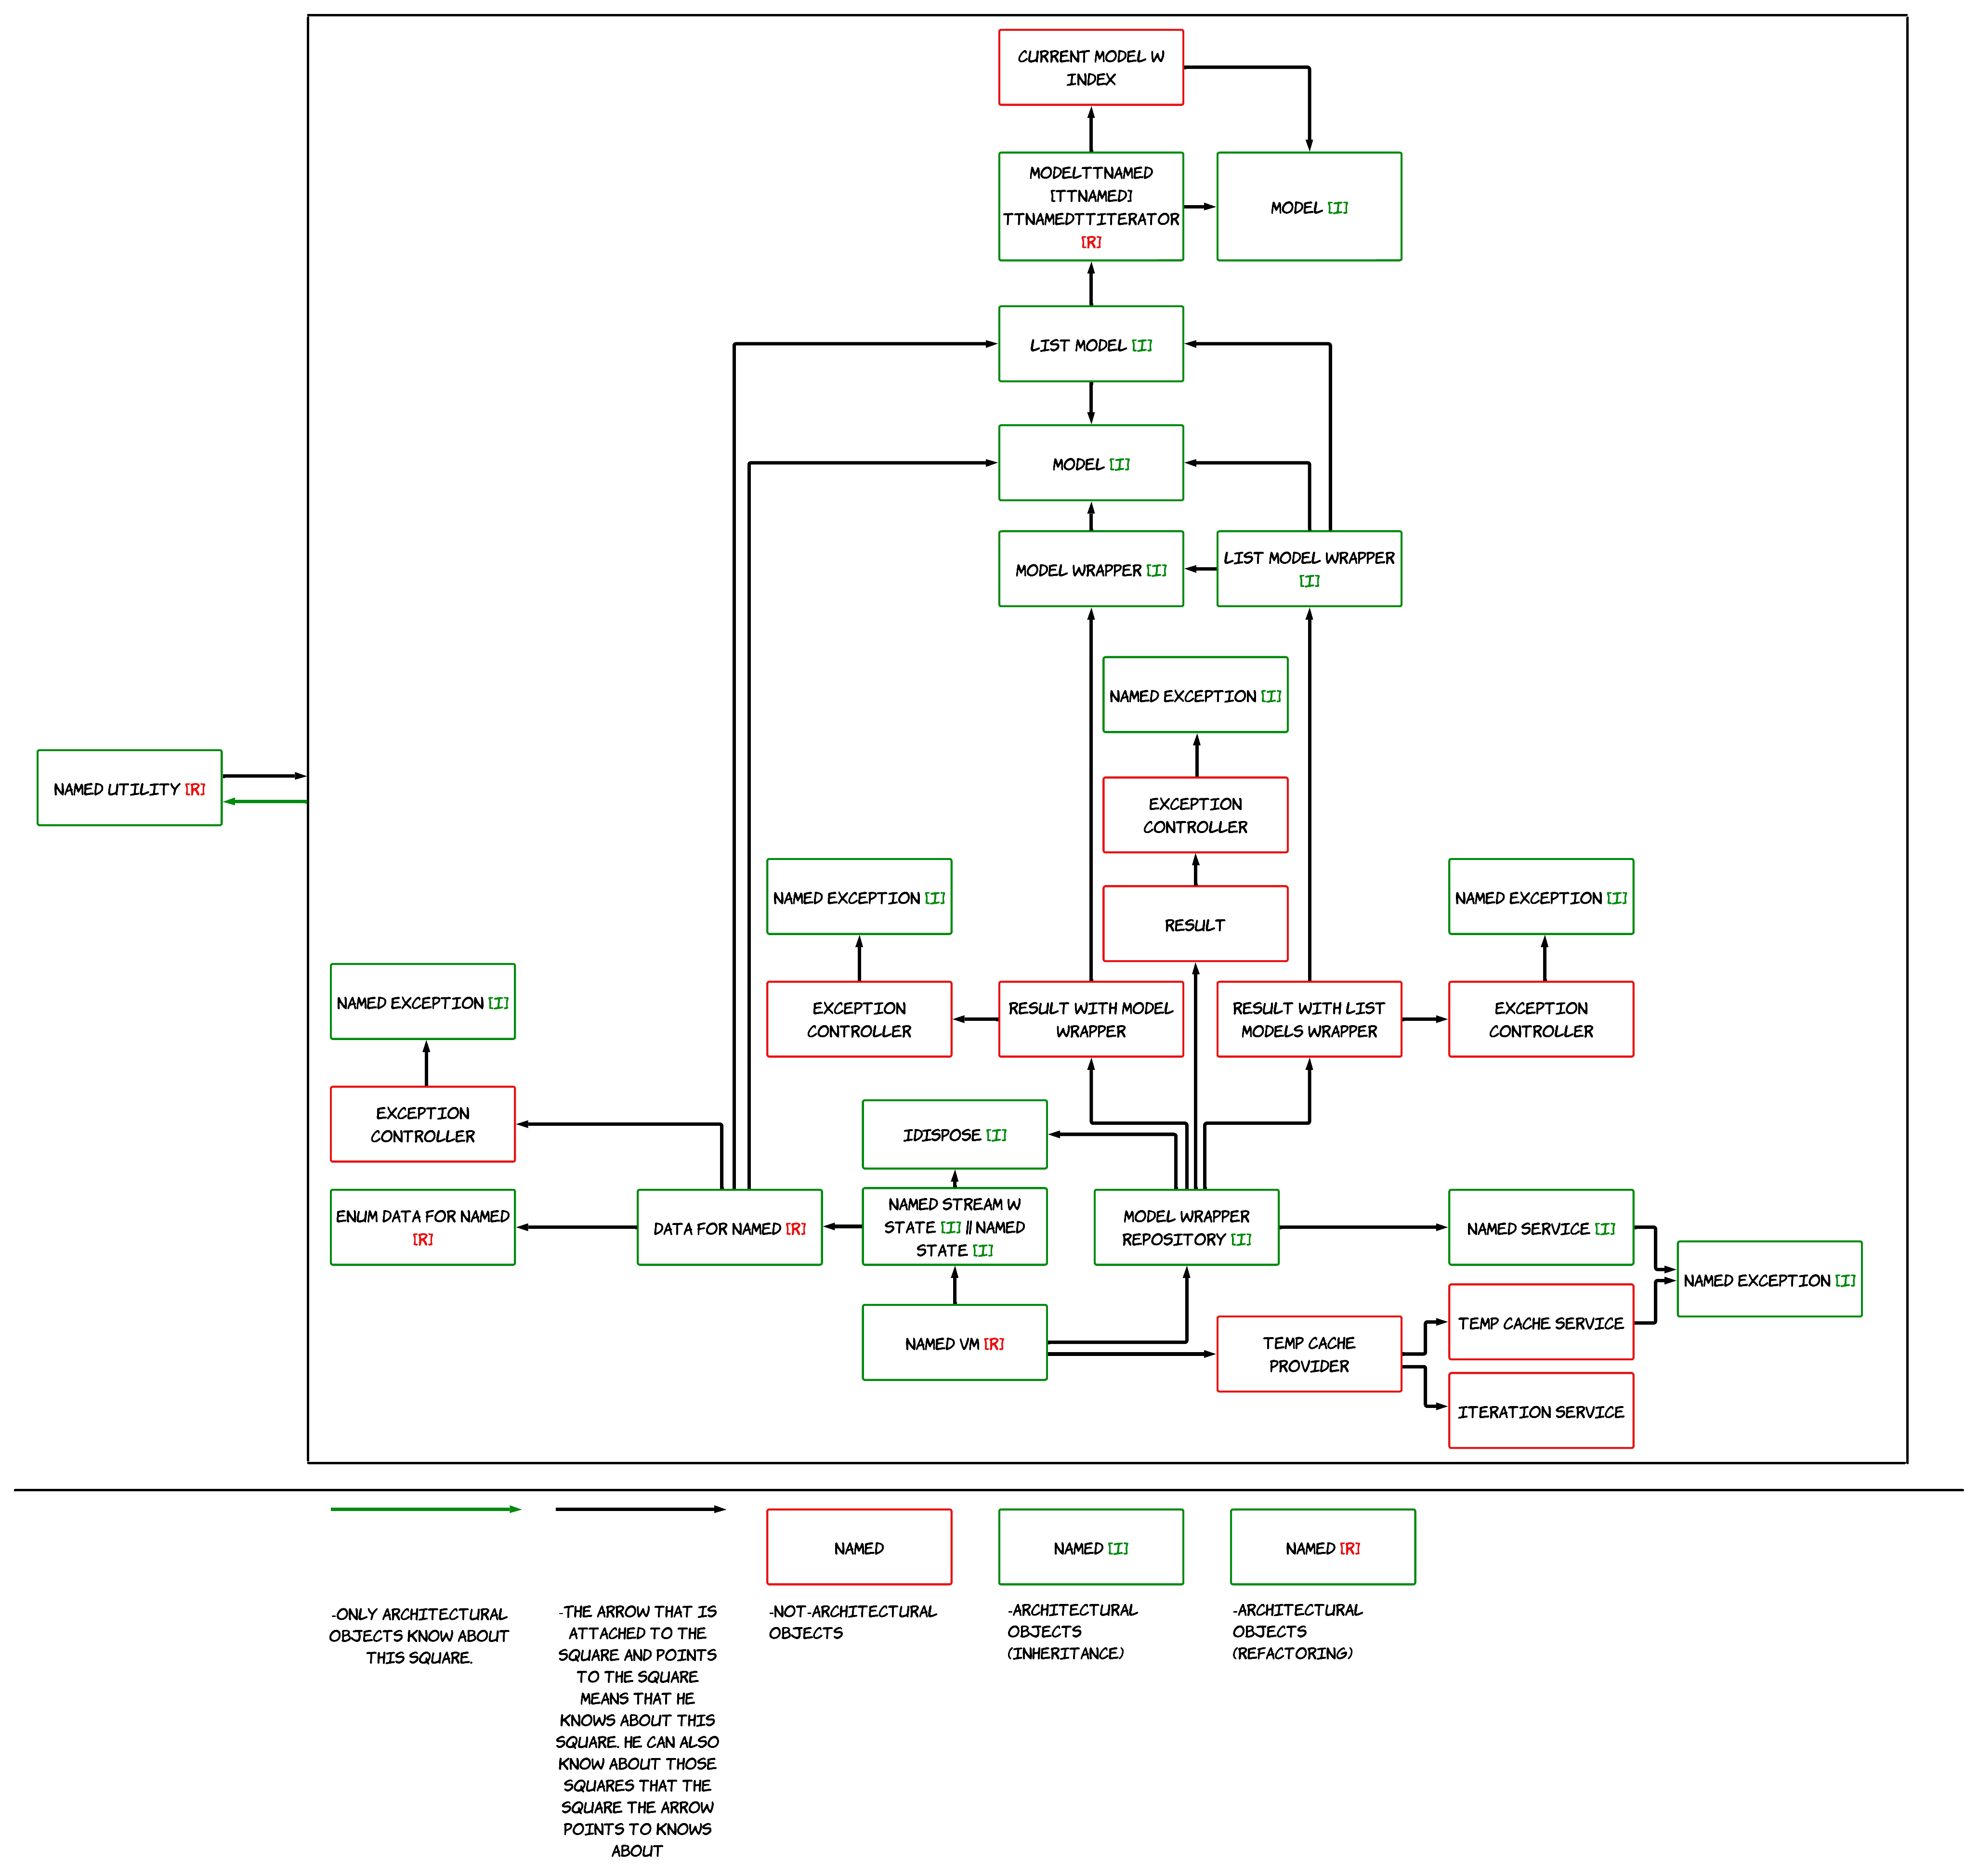 CURRENT MODEL W
INDEX
MODELTTNAMED
[TTNAMED]
TTNAMEDTTITERATOR
[R]
MODEL [I]
LIST MODEL [I]
MODEL [I]
MODEL WRAPPER [I]
LIST MODEL WRAPPER
[I]
NAMED EXCEPTION [I]
NAMED UTILITY [R]
EXCEPTION
CONTROLLER
NAMED EXCEPTION [I]
RESULT
NAMED EXCEPTION [I]
NAMED EXCEPTION [I]
EXCEPTION
CONTROLLER
RESULT WITH MODEL
WRAPPER
RESULT WITH LIST
MODELS WRAPPER
EXCEPTION
CONTROLLER
EXCEPTION
CONTROLLER
IDISPOSE [I]
ENUM DATA FOR NAMED
[R]
DATA FOR NAMED [R]
NAMED STREAM W
STATE [I] || NAMED
STATE [I]
MODEL WRAPPER
REPOSITORY [I]
NAMED SERVICE [I]
NAMED EXCEPTION [I]
NAMED VM [R]
TEMP CACHE
PROVIDER
TEMP CACHE SERVICE
ITERATION SERVICE
NAMED
NAMED [I]
NAMED [R]
-ONLY ARCHITECTURAL
OBJECTS KNOW ABOUT
THIS SQUARE.
-THE ARROW THAT IS
ATTACHED TO THE
SQUARE AND POINTS
TO THE SQUARE
MEANS THAT HE
KNOWS ABOUT THIS
SQUARE. HE CAN ALSO
KNOW ABOUT THOSE
SQUARES THAT THE
SQUARE THE ARROW
POINTS TO KNOWS
ABOUT
-NOT-ARCHITECTURAL
OBJECTS
-ARCHITECTURAL
OBJECTS
(INHERITANCE)
-ARCHITECTURAL
OBJECTS
(REFACTORING)